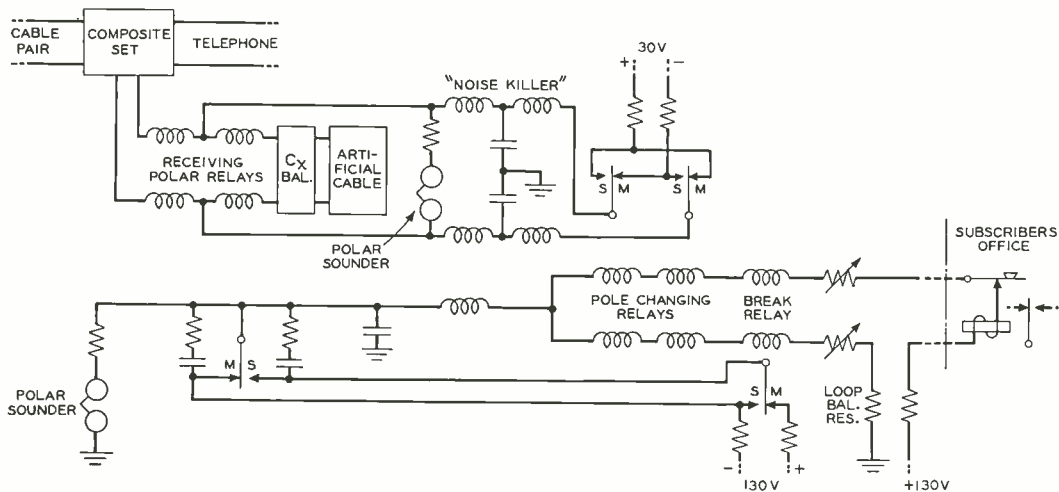 CABLE
PAIR
COMPOSITE
SET
TELEPHONE
"NOISE KILLER"
+ 30V -
RECEIVING
POLAR RELAYS
CX
BAL.
ARTI-
FICIAL
CABLE
S M
S M
POLAR
SOUNDER
SUBSCRIBERS
OFFICE
POLE CHANGING
RELAYS
BREAK
RELAY
M S
S M
POLAR
SOUNDER
LOOP
BAL.
RES.
- +
130V
+130V